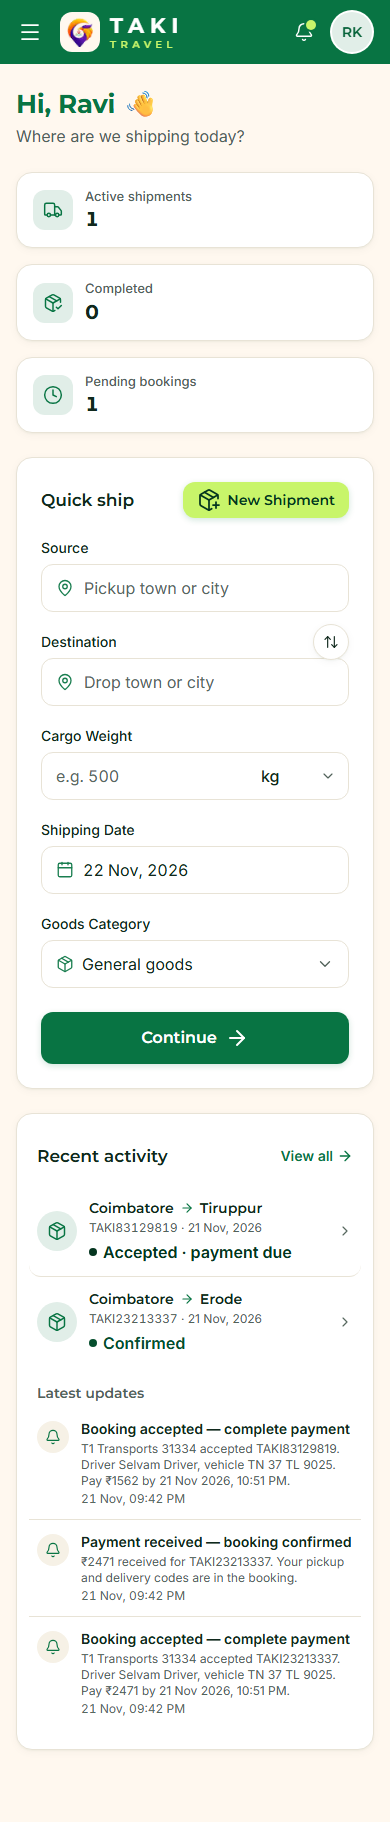 TAKI
TRAVEL
RK
Hi, Ravi 👋
Where are we shipping today?
Active shipments
1
Completed
0
Pending bookings
1
Quick ship
New Shipment
Source
Pickup town or city
Destination
Drop town or city
Cargo Weight
e.g. 500 kg
Shipping Date
22 Nov, 2026
Goods Category
General goods
Continue →
Recent activity
View all →
Coimbatore → Tiruppur
TAKI83129819 · 21 Nov, 2026
Accepted · payment due
Coimbatore → Erode
TAKI23213337 · 21 Nov, 2026
Confirmed
Latest updates
Booking accepted — complete payment
T1 Transports 31334 accepted TAKI83129819.
Driver Selvam Driver, vehicle TN 37 TL 9025.
Pay ₹1562 by 21 Nov 2026, 10:51 PM.
21 Nov, 09:42 PM
Payment received — booking confirmed
₹2471 received for TAKI23213337. Your pickup
and delivery codes are in the booking.
21 Nov, 09:42 PM
Booking accepted — complete payment
T1 Transports 31334 accepted TAKI23213337.
Driver Selvam Driver, vehicle TN 37 TL 9025.
Pay ₹2471 by 21 Nov 2026, 10:51 PM.
21 Nov, 09:42 PM